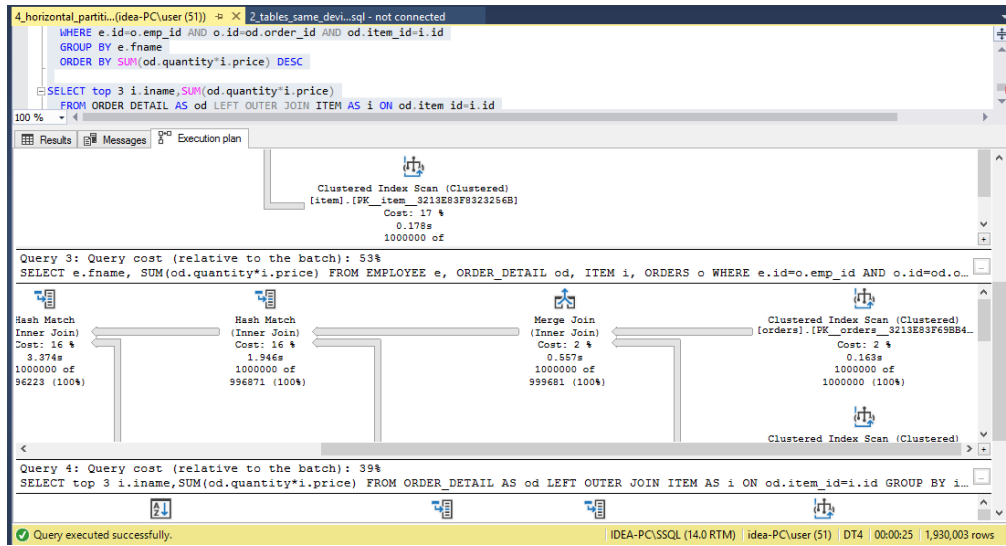 4_horizontal_partiti...(idea-PC\user (51)) 2_tables_same_devi...sql - not connected
WHERE e.id=o.emp_id AND o.id=od.order_id AND od.item_id=i.id
GROUP BY e.fname
ORDER BY SUM(od.quantity*i.price) DESC
SELECT top 3 i.iname,SUM(od.quantity*i.price)
FROM ORDER_DETAIL AS od LEFT OUTER JOIN ITEM AS i ON od.item_id=i.id
100 %
Results Messages Execution plan
Clustered Index Scan (Clustered)
[item].[PK__item__3213E83F8323256B]
Cost: 17 %
0.178s
1000000 of
Query 3: Query cost (relative to the batch): 53%
SELECT e.fname, SUM(od.quantity*i.price) FROM EMPLOYEE e, ORDER_DETAIL od, ITEM i, ORDERS o WHERE e.id=o.emp_id AND o.id=od.o...
Hash Match
(Inner Join)
Cost: 16 %
3.374s
1000000 of
96223 (100%)
Hash Match
(Inner Join)
Cost: 16 %
1.946s
1000000 of
996871 (100%)
Merge Join
(Inner Join)
Cost: 2 %
0.557s
1000000 of
999681 (100%)
Clustered Index Scan (Clustered)
[orders].[PK__orders__3213E83F69BB4...
Cost: 2 %
0.163s
1000000 of
1000000 (100%)
Clustered Index Scan (Clustered)
Query 4: Query cost (relative to the batch): 39%
SELECT top 3 i.iname,SUM(od.quantity*i.price) FROM ORDER_DETAIL AS od LEFT OUTER JOIN ITEM AS i ON od.item_id=i.id GROUP BY i...
Query executed successfully. IDEA-PC\SSQL (14.0 RTM) idea-PC\user (51) DT4 00:00:25 1,930,003 rows